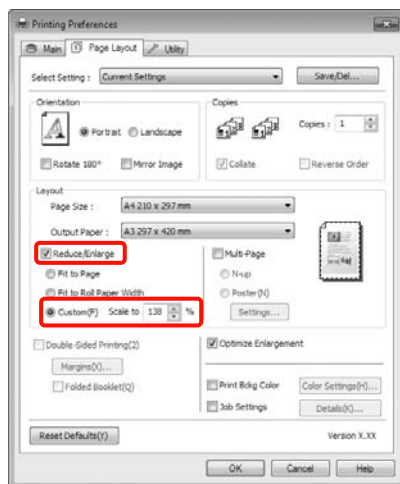 Printing Preferences
Main Page Layout Utility
Select Setting : Current Settings Save/Del...
Orientation Copies
Portrait Landscape Copies : 1
Rotate 180° Mirror Image Collate Reverse Order
Layout
Page Size : A4 210 x 297 mm
Output Paper : A3 297 x 420 mm
Reduce/Enlarge Multi-Page
Fit to Page N-up
Fit to Roll Paper Width Poster(N)
Custom(F) Scale to 138 % Settings...
Double-Sided Printing(2) Optimize Enlargement
Margins(X)...
Folded Booklet(Q) Print Bckg Color Color Settings(H)...
Job Settings Details(K)...
Reset Defaults(Y) Version X.XX
OK Cancel Help